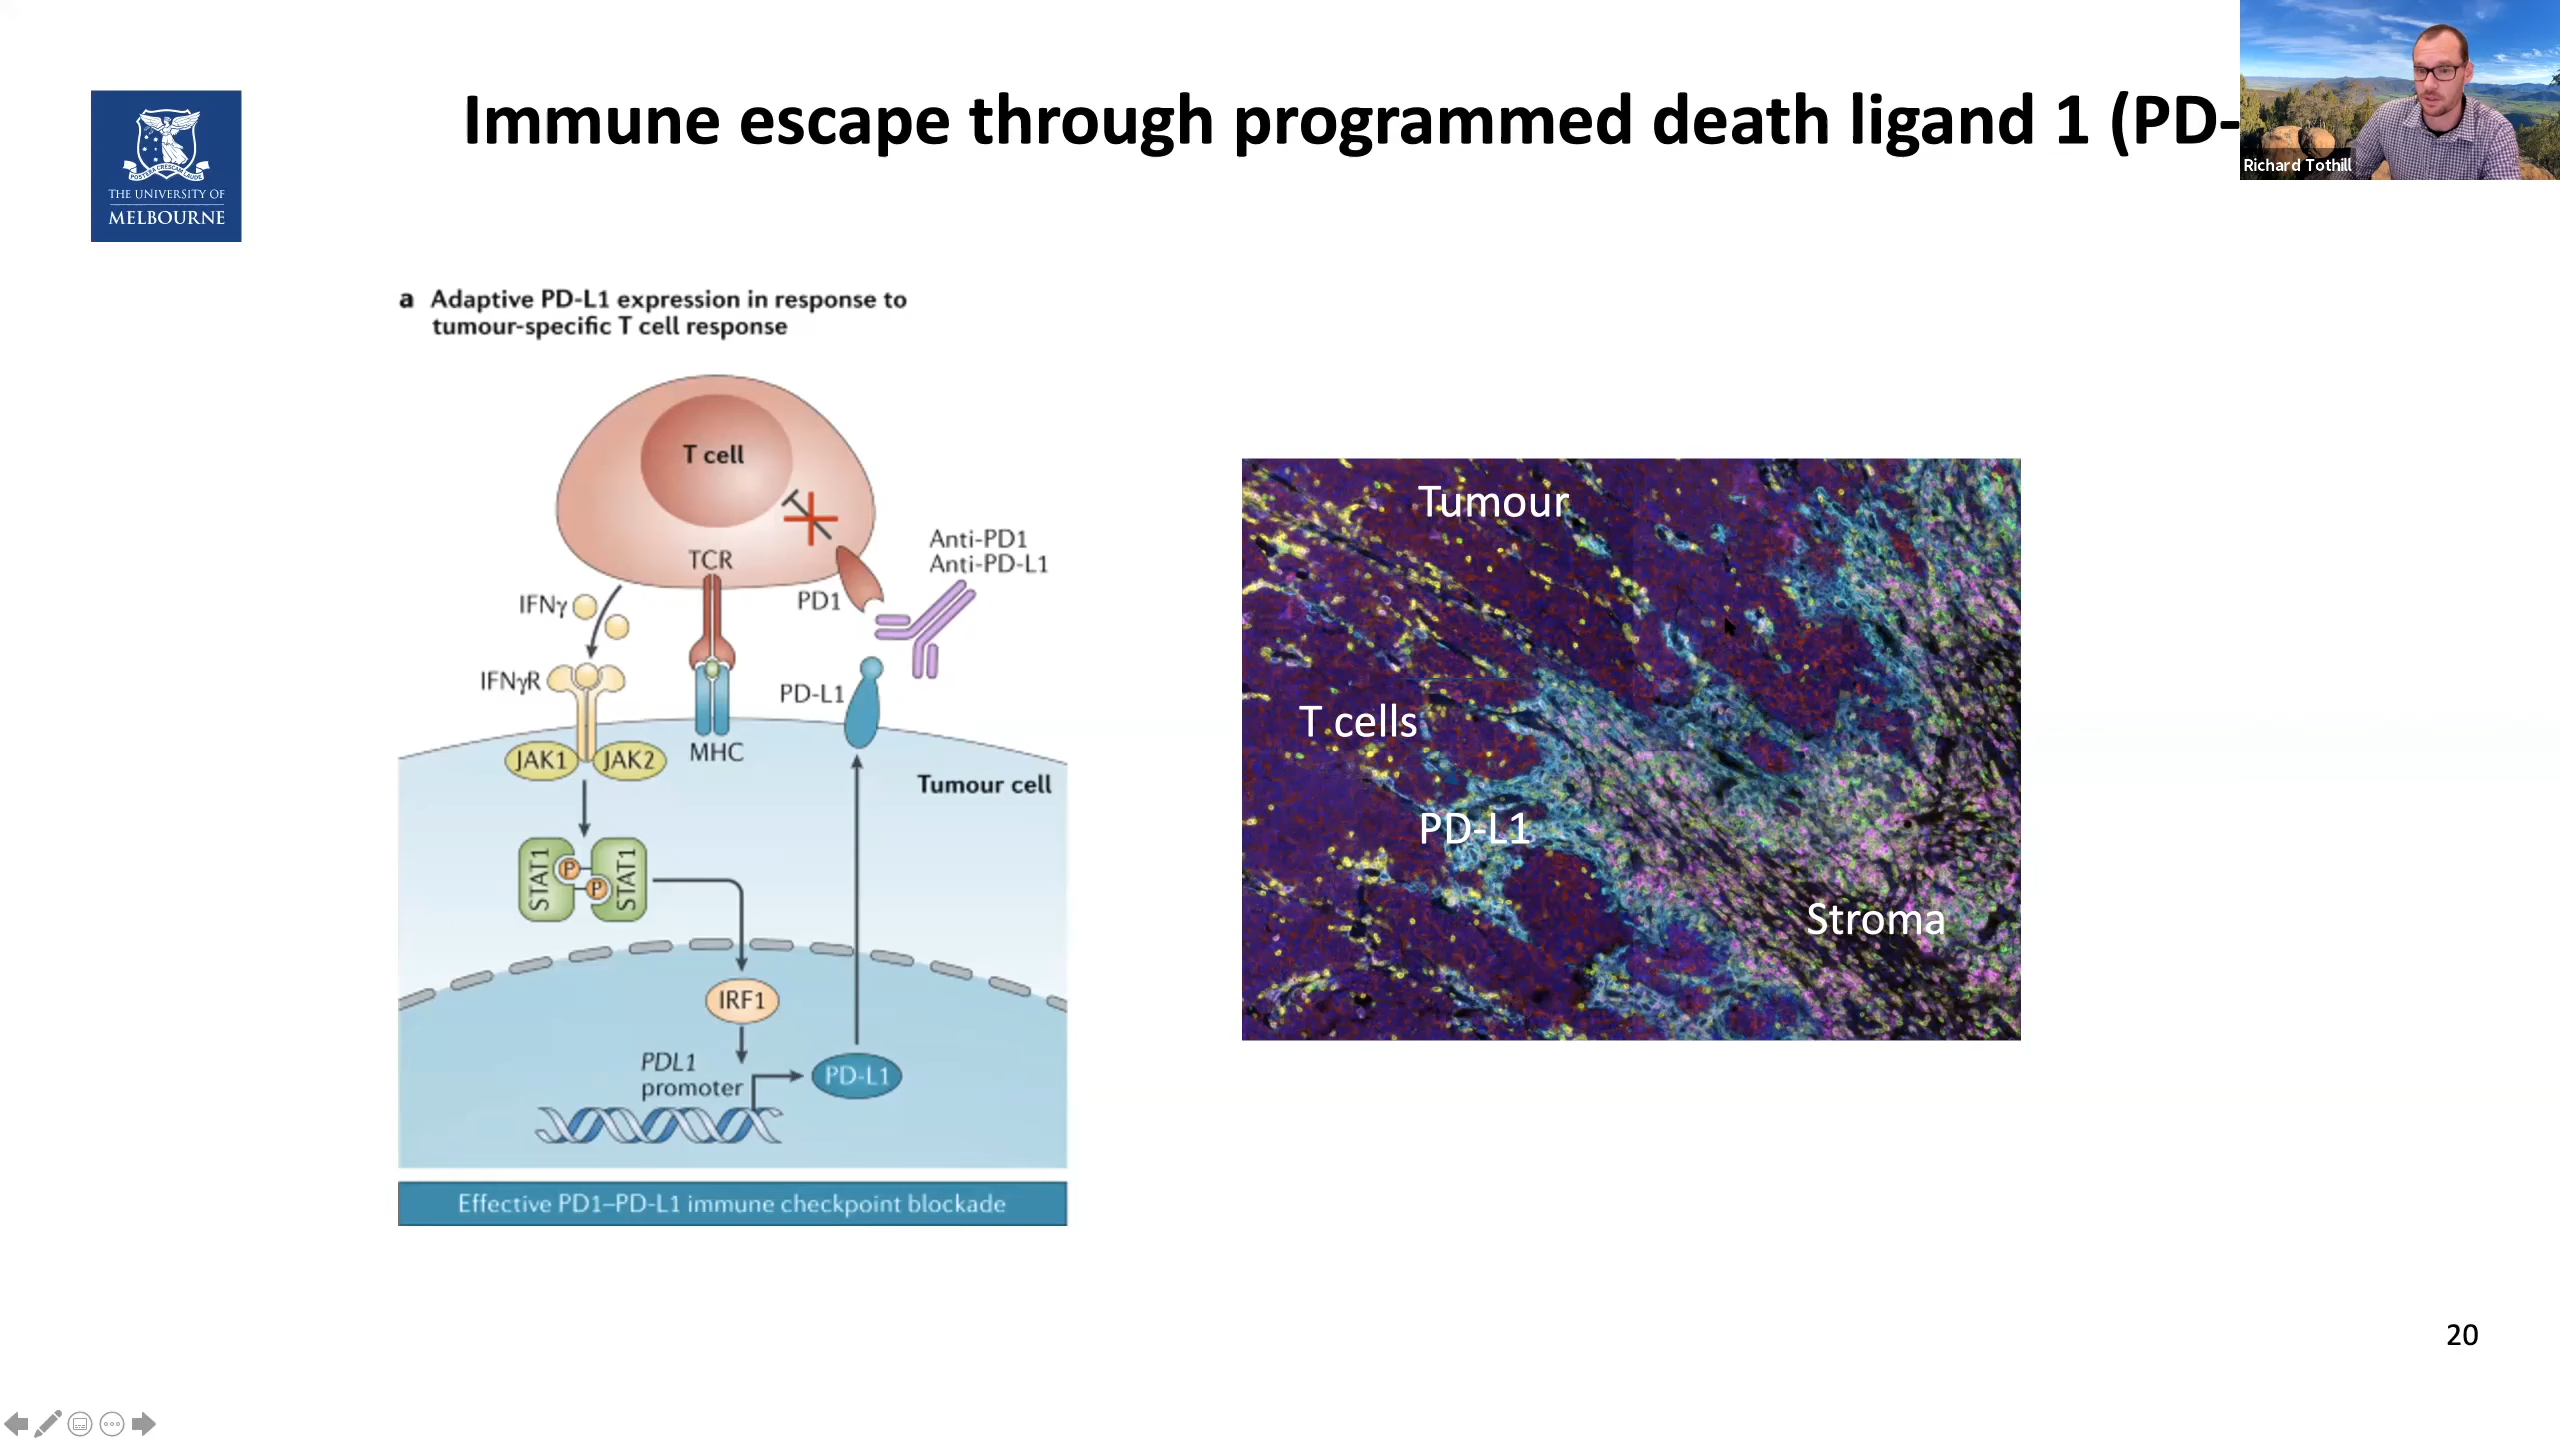 Immune escape through programmed death ligand 1 (PD-
Richard Tothill
THE UNIVERSITY OF
MELBOURNE
a Adaptive PD-L1 expression in response to
tumour-specific T cell response
T cell
TCR
Anti-PD1
Anti-PD-L1
PD1
IFNγ
IFNγR
PD-L1
JAK1
JAK2
MHC
Tumour cell
STAT1
P
P
STAT1
IRF1
PDL1
promoter
PD-L1
Effective PD1–PD-L1 immune checkpoint blockade
Tumour
T cells
PD-L1
Stroma
20